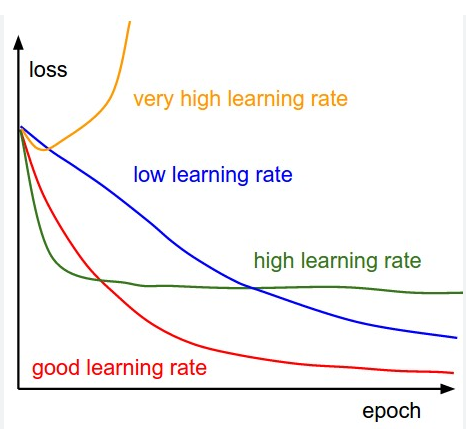 loss
very high learning rate
low learning rate
high learning rate
good learning rate
epoch